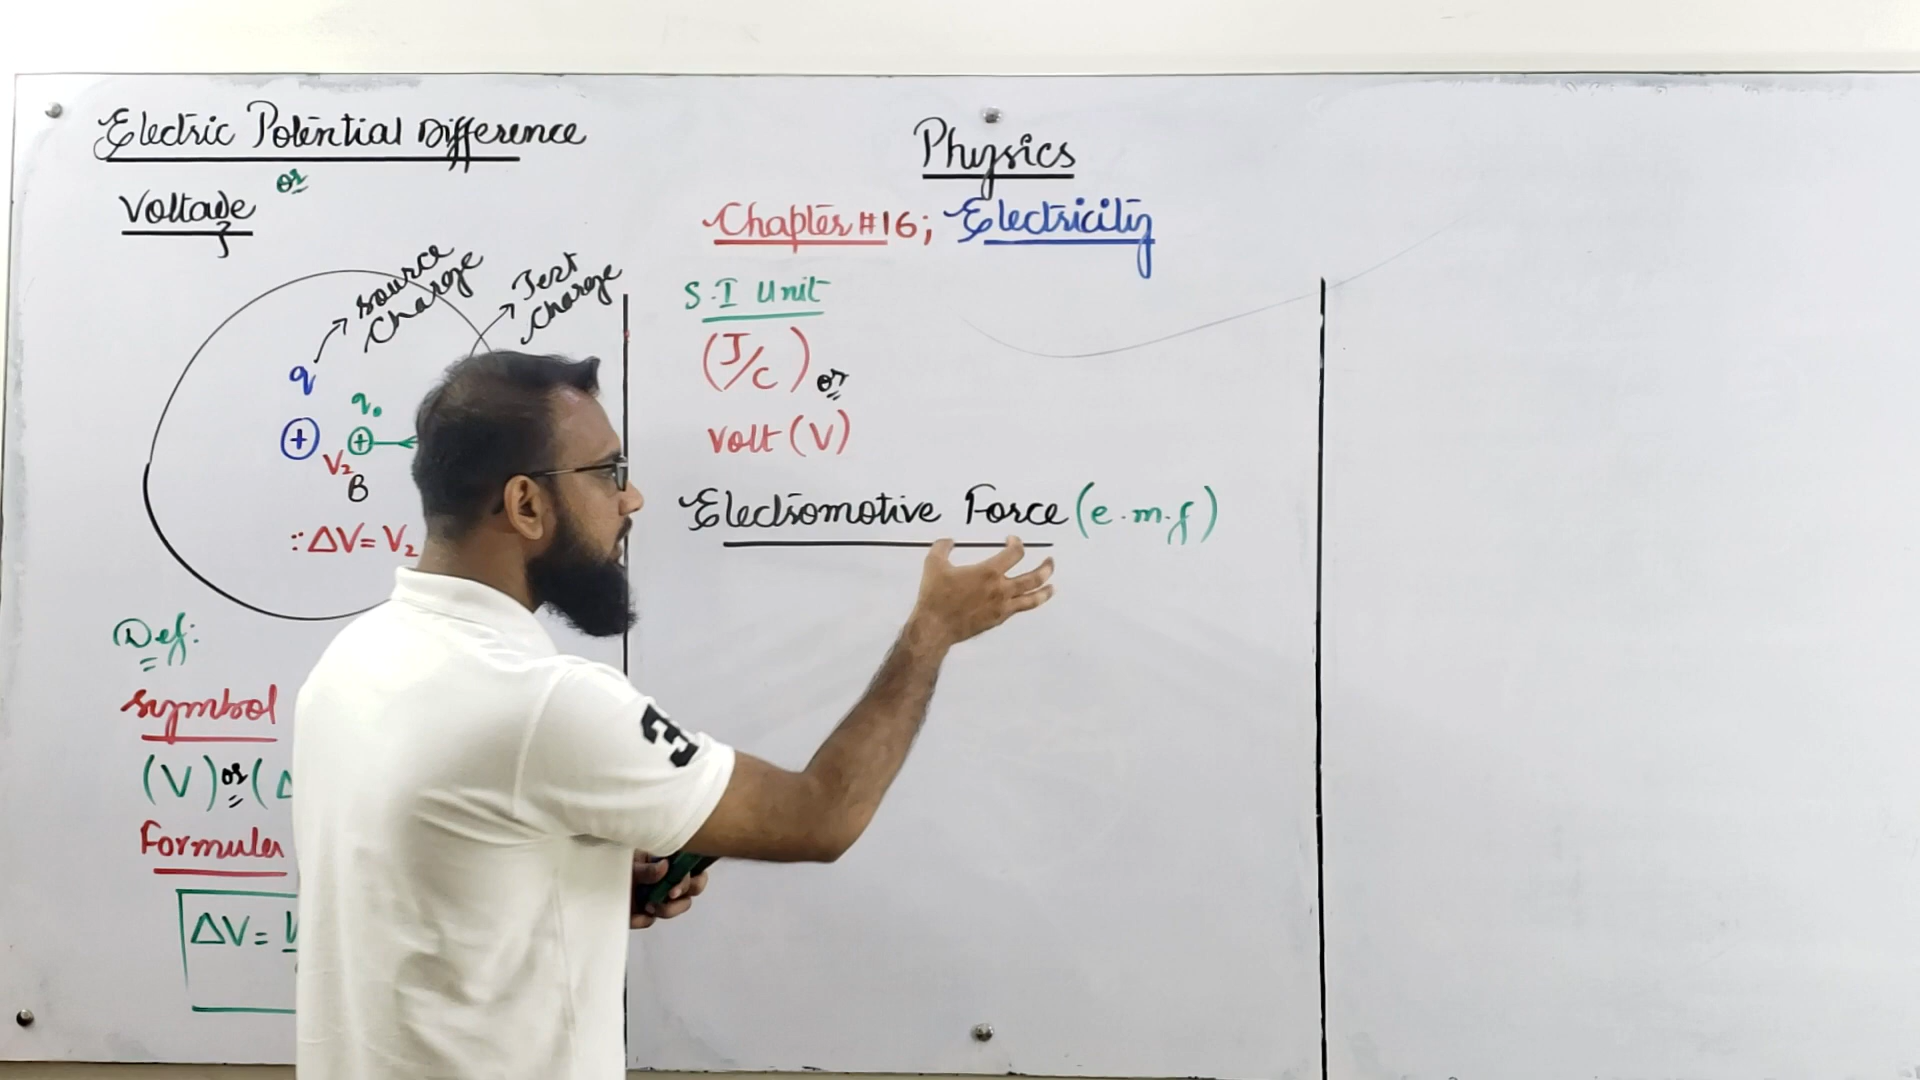 Electric Potential Difference
or
Voltage
source
charge
Test
charge
q
q₀
+
+
V₂
B
∵ ΔV = V₂
Def:
Symbol
(V) or (Δ
Formula
ΔV =
Physics
Chapter #16; Electricity
S.I Unit
(J/C) or
Volt (V)
Electromotive Force (e.m.f)
3